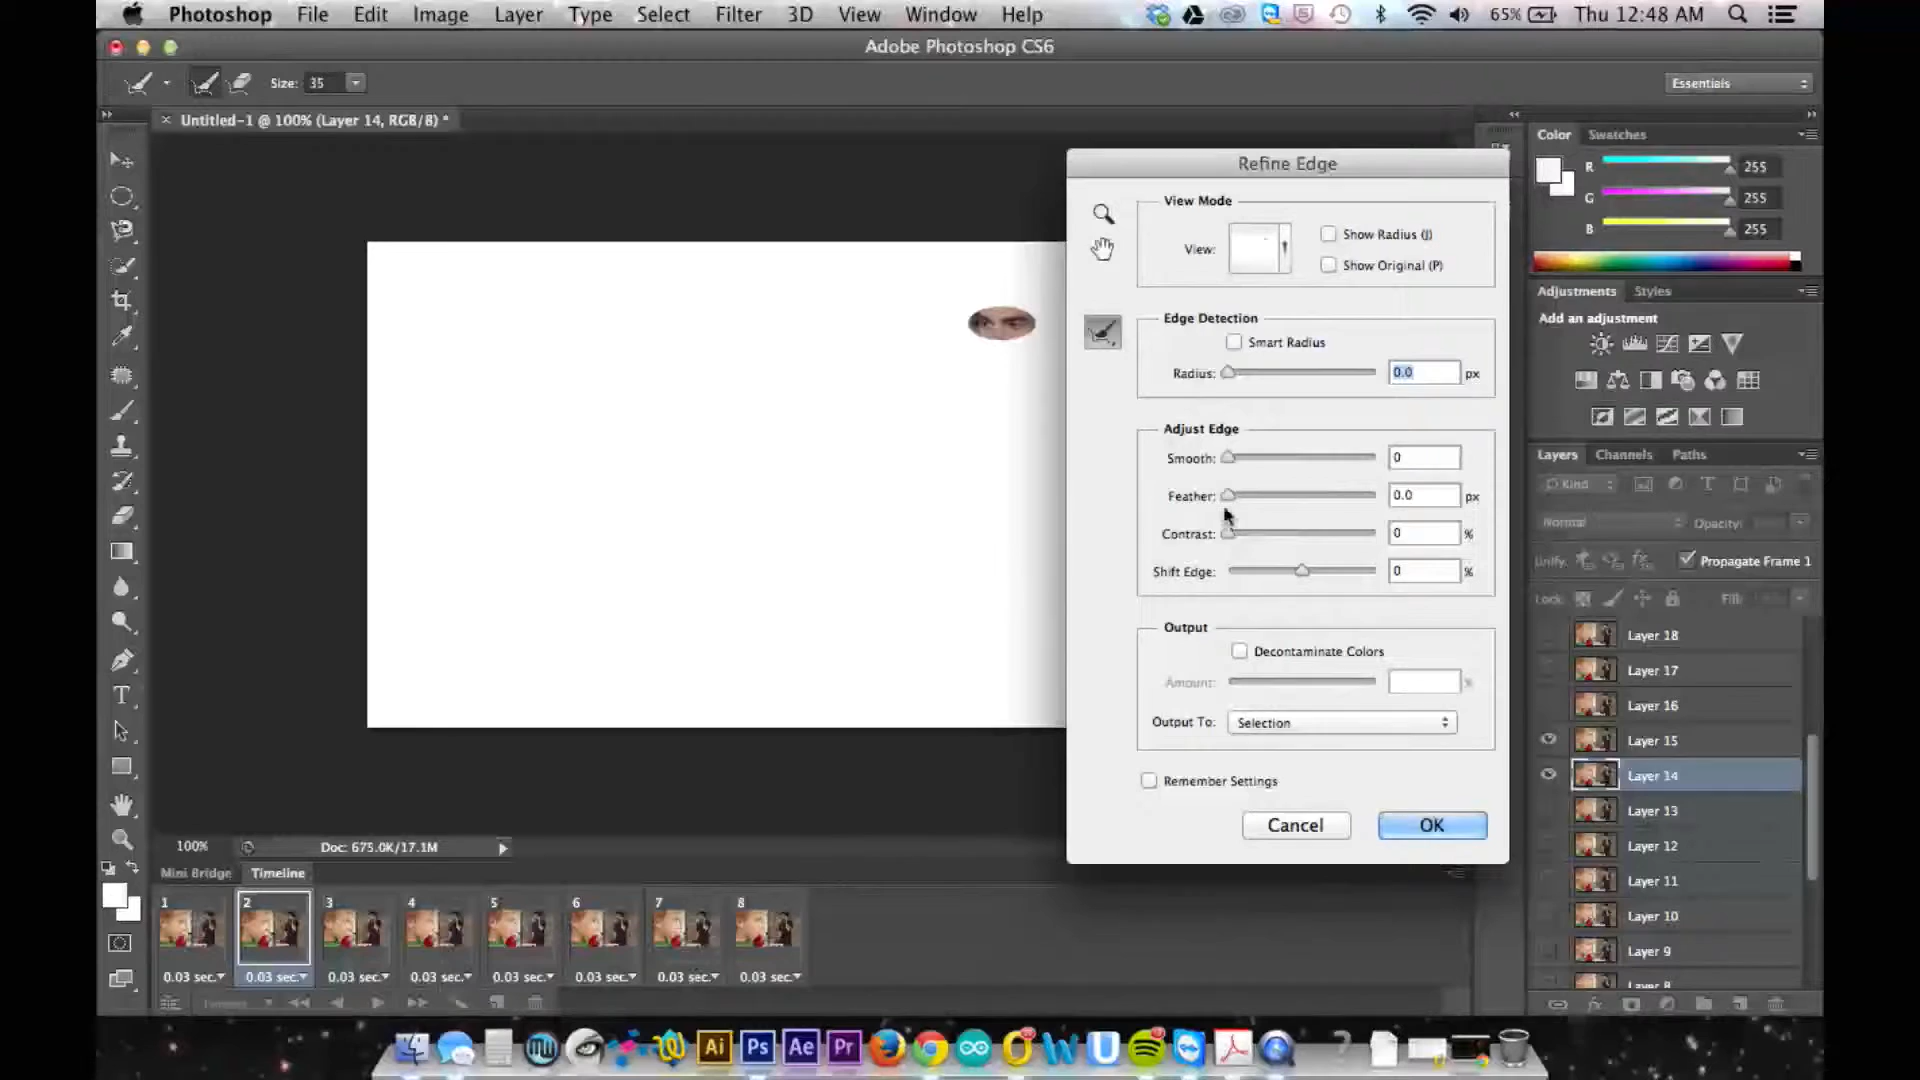 Photoshop File Edit Image Layer Type Select Filter 3D View Window Help 65% Thu 12:48 AM
Adobe Photoshop CS6
Size: 35 Essentials
Untitled-1 @ 100% (Layer 14, RGB/8) *
Color Swatches
R 255
G 255
B 255
Refine Edge
View Mode
View:
Show Radius (J)
Show Original (P)
Edge Detection
Smart Radius
Radius: 0.0 px
Adjust Edge
Smooth: 0
Feather: 0.0 px
Contrast: 0 %
Shift Edge: 0 %
Output
Decontaminate Colors
Amount: %
Output To: Selection
Remember Settings
Cancel OK
Adjustments Styles
Add an adjustment
Layers Channels Paths
Kind
Normal Opacity:
Unify: Propagate Frame 1
Lock: Fill:
Layer 18
Layer 17
Layer 16
Layer 15
Layer 14
Layer 13
Layer 12
Layer 11
Layer 10
Layer 9
Layer 8
100% Doc: 675.0K/17.1M
Mini Bridge Timeline
1 2 3 4 5 6 7 8
0.03 sec. 0.03 sec. 0.03 sec. 0.03 sec. 0.03 sec. 0.03 sec. 0.03 sec. 0.03 sec.
Ai Ps Ae Pr